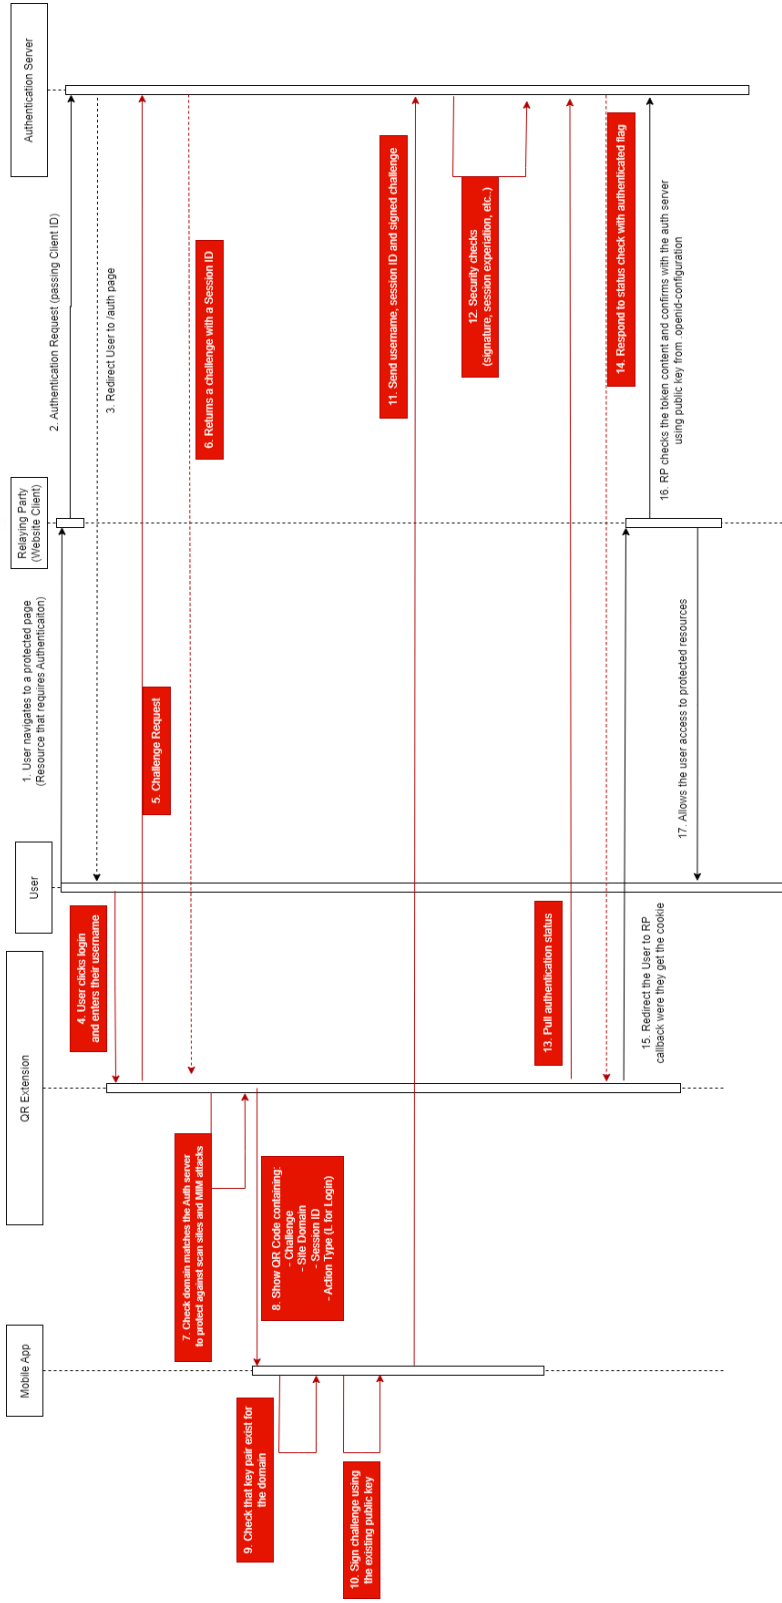 Mobile App
QR Extension
User
Relaying Party
(Website Client)
Authentication Server
1. User navigates to a protected page
(Resource that requires Authenticaiton)
2. Authentication Request (passing Client ID)
3. Redirect User to /auth page
4. User clicks login
and enters their username
5. Challenge Request
6. Returns a challenge with a Session ID
7. Check domain matches the Auth server
to protect against scan sites and MIM attacks
8. Show QR Code containing:
- Challenge
- Site Domain
- Session ID
- Action Type (L for Login)
9. Check that key pair exist for
the domain
10. Sign challenge using
the existing public key
11. Send username, session ID and signed challenge
12. Security checks
(signature, session experiation, etc..)
13. Pull authentication status
14. Respond to status check with authenticated flag
15. Redirect the User to RP
callback were they get the cookie
16. RP checks the token content and confirms with the auth server
using public key from .openid-configuration
17. Allows the user access to protected resources